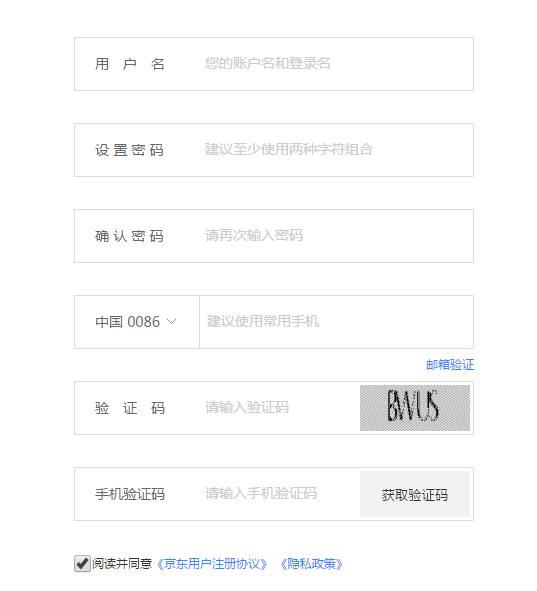 用 户 名 您的账户名和登录名
设 置 密 码 建议至少使用两种字符组合
确 认 密 码 请再次输入密码
中国 0086 建议使用常用手机
邮箱验证
验 证 码 请输入验证码 BWUS
手机验证码 请输入手机验证码 获取验证码
阅读并同意《京东用户注册协议》《隐私政策》